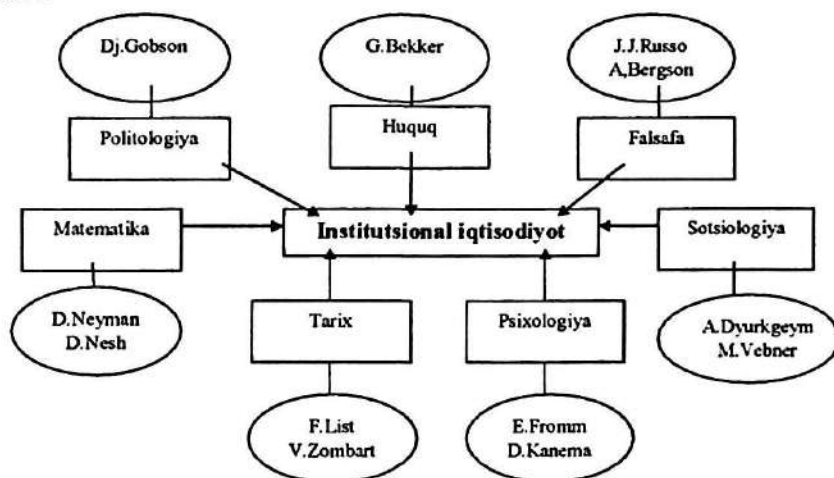 Dj.Gobson
G.Bekker
J.J.Russo
A,Bergson
Politologiya
Huquq
Falsafa
Matematika
Institutsional iqtisodiyot
Sotsiologiya
D.Neyman
D.Nesh
Tarix
Psixologiya
A.Dyurkgeym
M.Vebner
F.List
V.Zombart
E.Fromm
D.Kanema